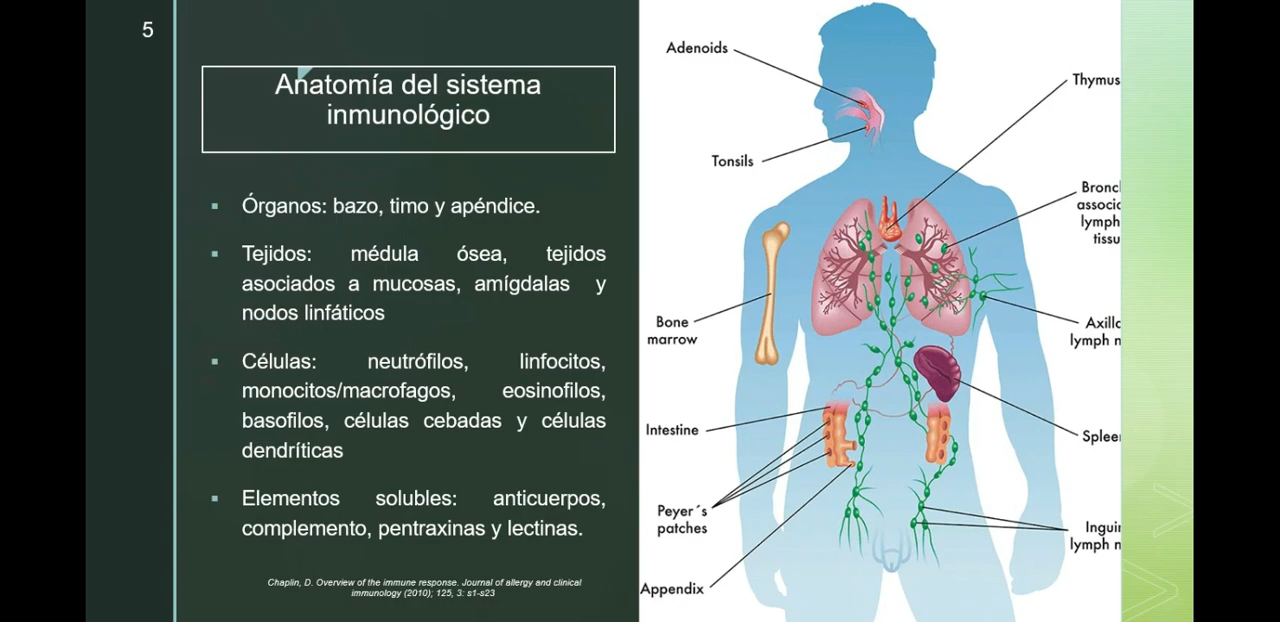 5
Anatomía del sistema
inmunológico
Órganos: bazo, timo y apéndice.
Tejidos: médula ósea, tejidos
asociados a mucosas, amígdalas y
nodos linfáticos
Células: neutrófilos, linfocitos,
monocitos/macrofagos, eosinofilos,
basofilos, células cebadas y células
dendríticas
Elementos solubles: anticuerpos,
complemento, pentraxinas y lectinas.
Chaplin, D. Overview of the immune response. Journal of allergy and clinical
immunology (2010); 125, 3: s1-s23
Adenoids
Tonsils
Bone
marrow
Intestine
Peyer´s
patches
Appendix
Thymus
lymph
lymph
lymph